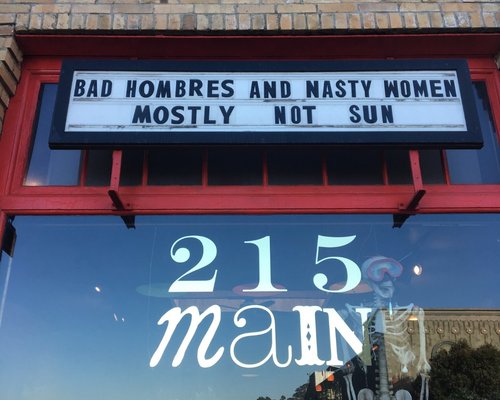 BAD HOMBRES AND NASTY WOMEN
MOSTLY NOT SUN
215
maIN